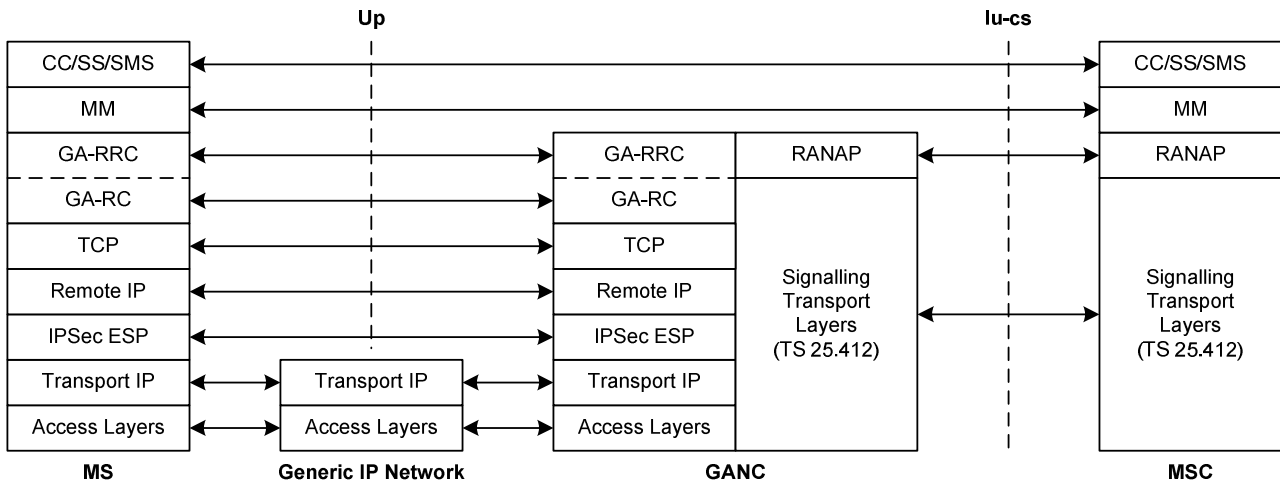 Up
Iu-cs
CC/SS/SMS
CC/SS/SMS
MM
MM
GA-RRC
GA-RRC
RANAP
RANAP
GA-RC
GA-RC
TCP
TCP
Remote IP
Remote IP
IPSec ESP
IPSec ESP
Signalling
Transport
Layers
(TS 25.412)
Signalling
Transport
Layers
(TS 25.412)
Transport IP
Transport IP
Transport IP
Access Layers
Access Layers
Access Layers
MS
Generic IP Network
GANC
MSC